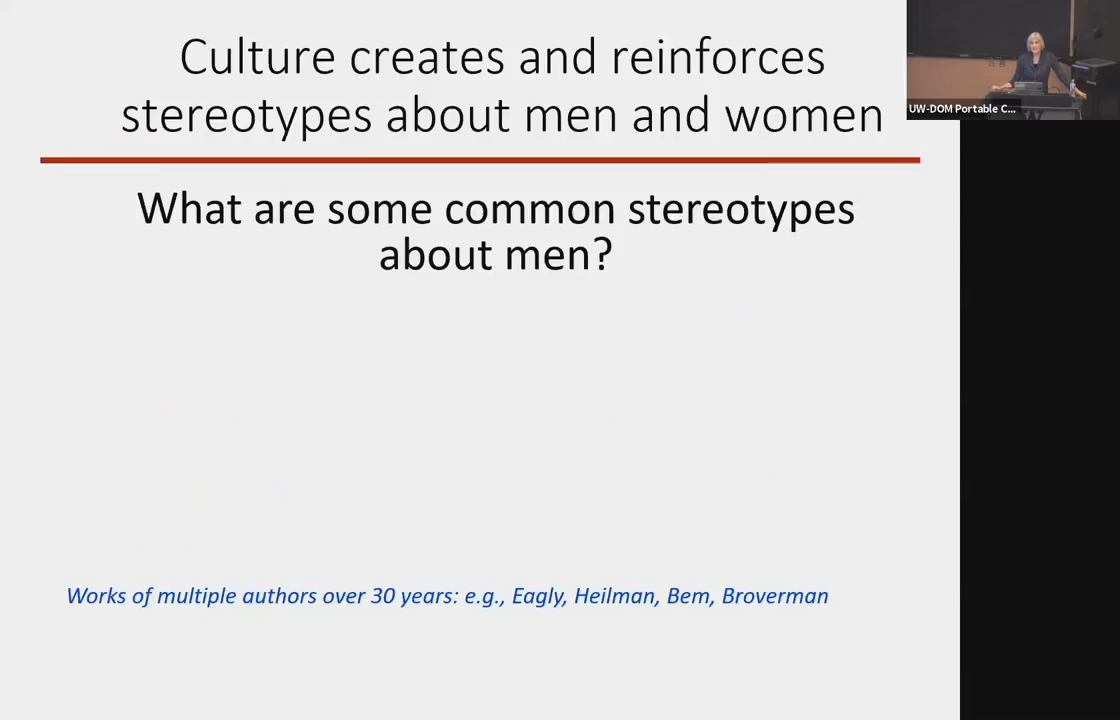 Culture creates and reinforces
stereotypes about men and women
UW-DOM Portable C...
What are some common stereotypes
about men?
Works of multiple authors over 30 years: e.g., Eagly, Heilman, Bem, Broverman